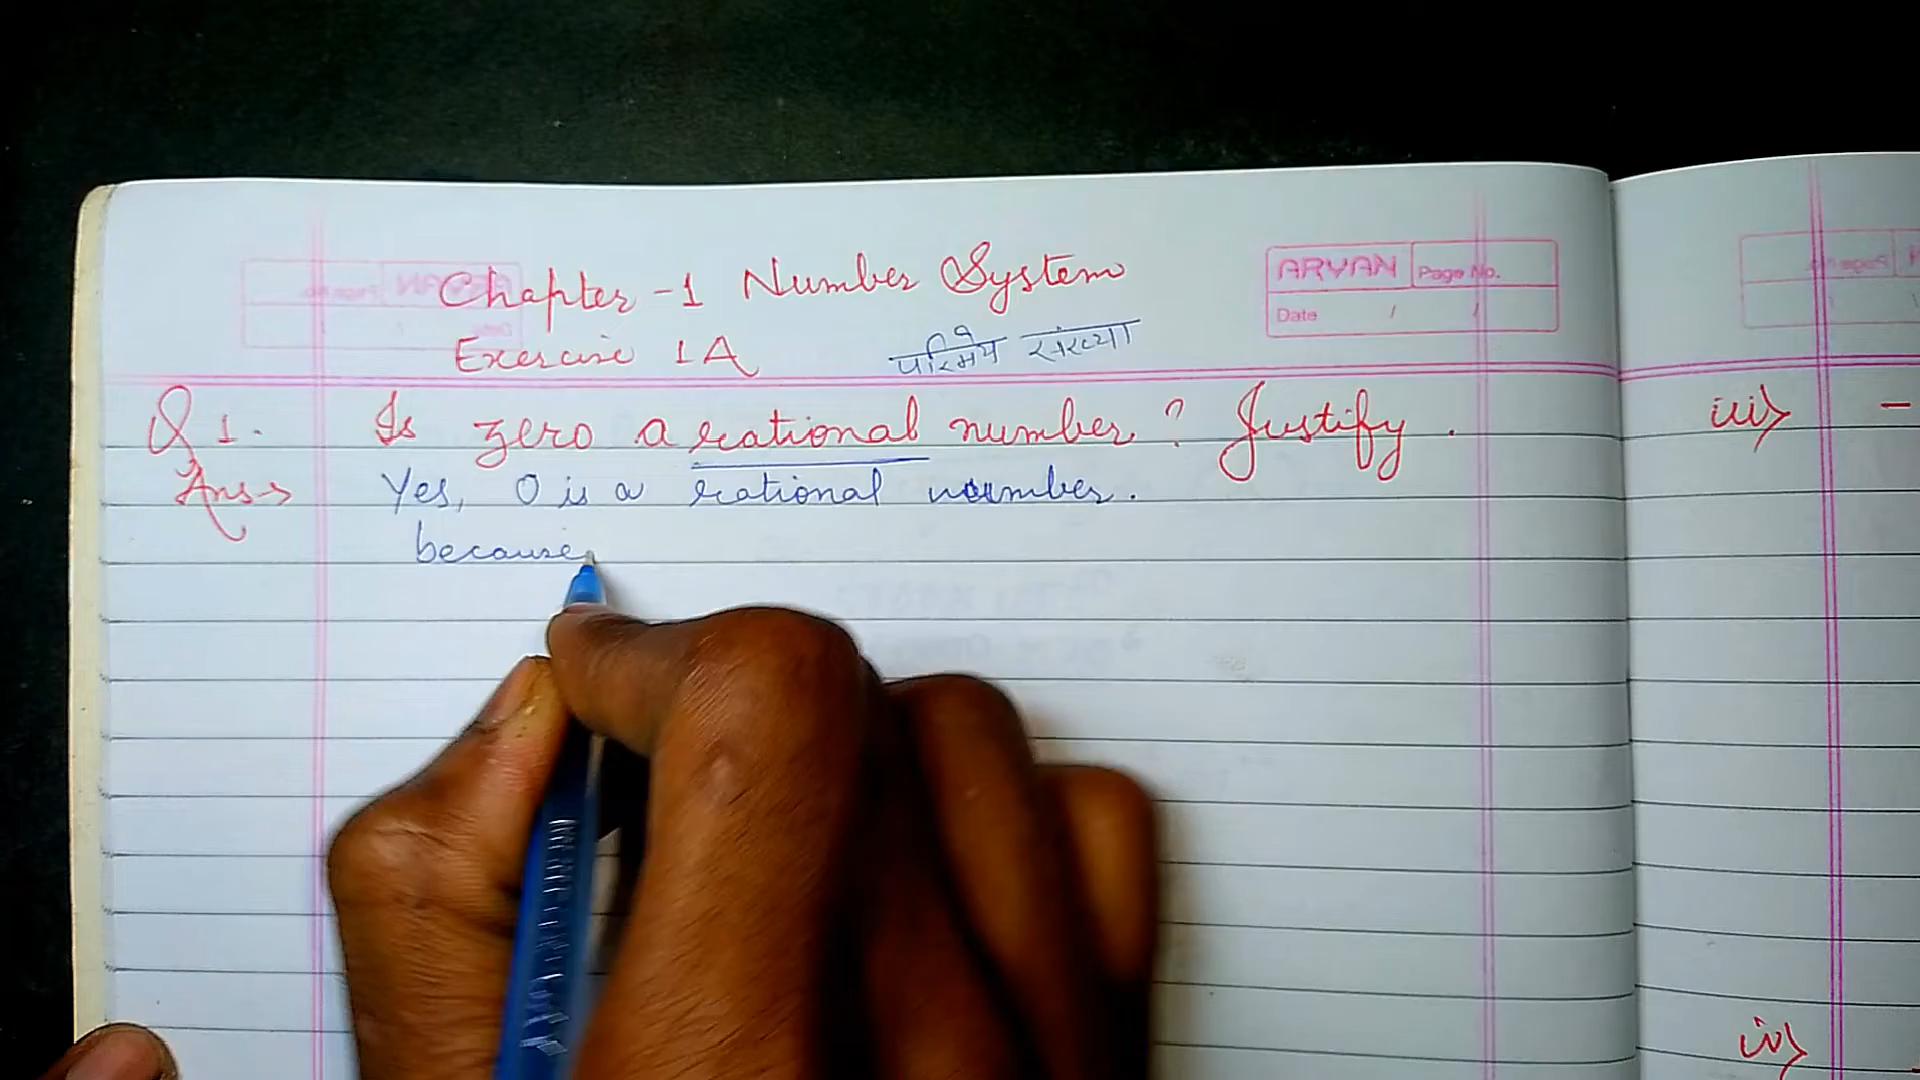 Chapter -1 Number System
Exercise 1A
परिमेय संख्या
ARYAN
Page No.
Date / /
Q 1. Is zero a rational number ? Justify .
Ans→ Yes, 0 is a rational number .
because
iii> -
iv>